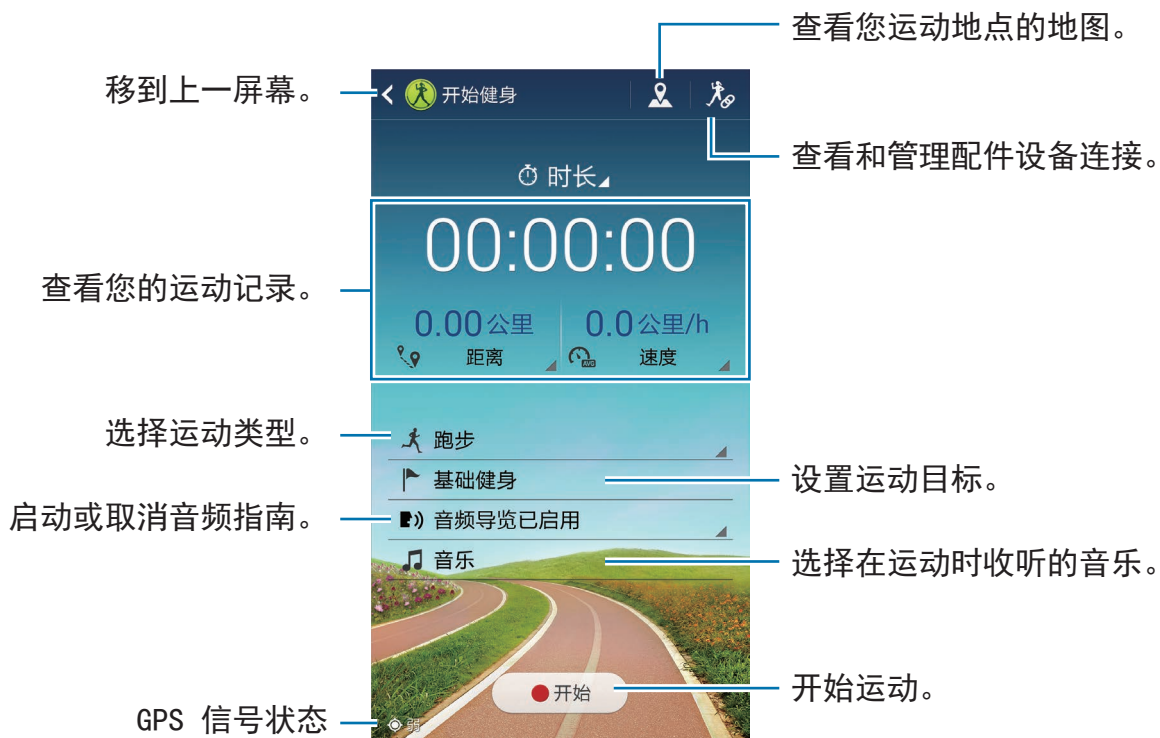 查看您运动地点的地图。
移到上一屏幕。
开始健身
查看和管理配件设备连接。
时长
00:00:00
查看您的运动记录。
0.00公里
0.0公里/h
距离
AVG
速度
选择运动类型。
跑步
基础健身
设置运动目标。
启动或取消音频指南。
音频导览已启用
音乐
选择在运动时收听的音乐。
开始
开始运动。
GPS 信号状态
弱